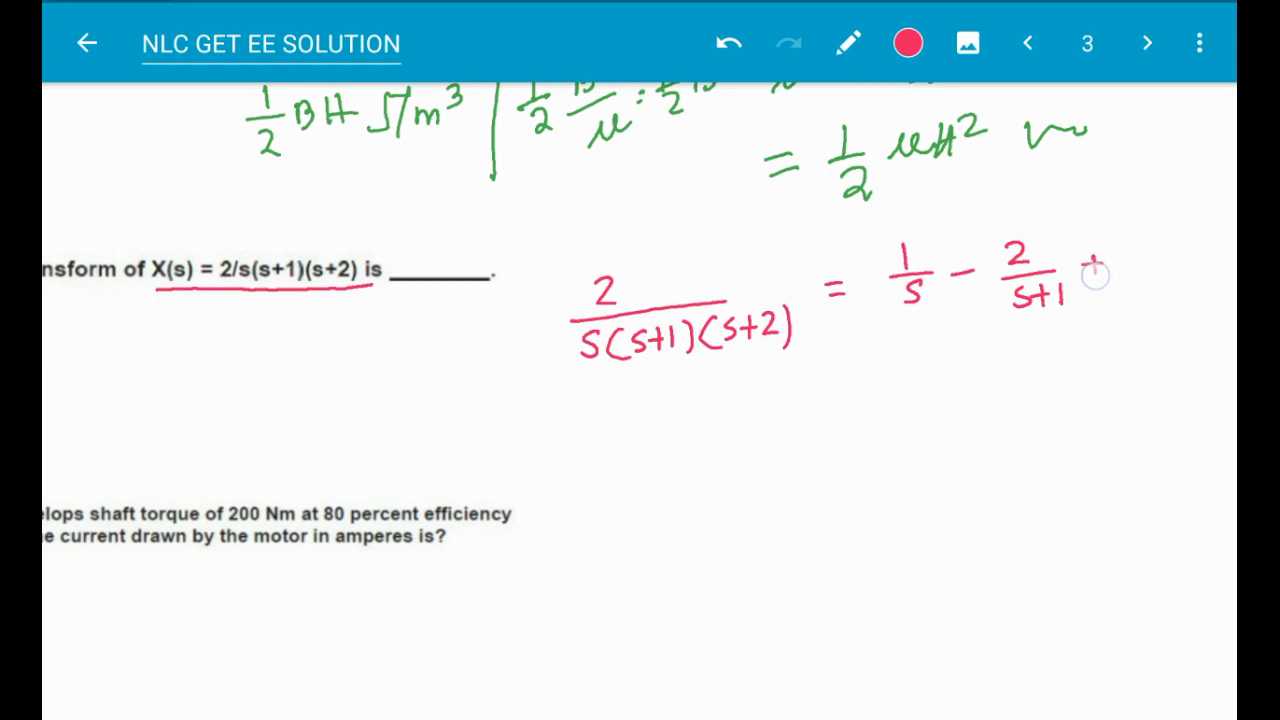 NLC GET EE SOLUTION
3
1/2 BH J/m³
= 1/2 μH²
nsform of X(s) = 2/s(s+1)(s+2) is ________.
2/s(s+1)(s+2) = 1/s - 2/s+1 +
elops shaft torque of 200 Nm at 80 percent efficiency
e current drawn by the motor in amperes is?